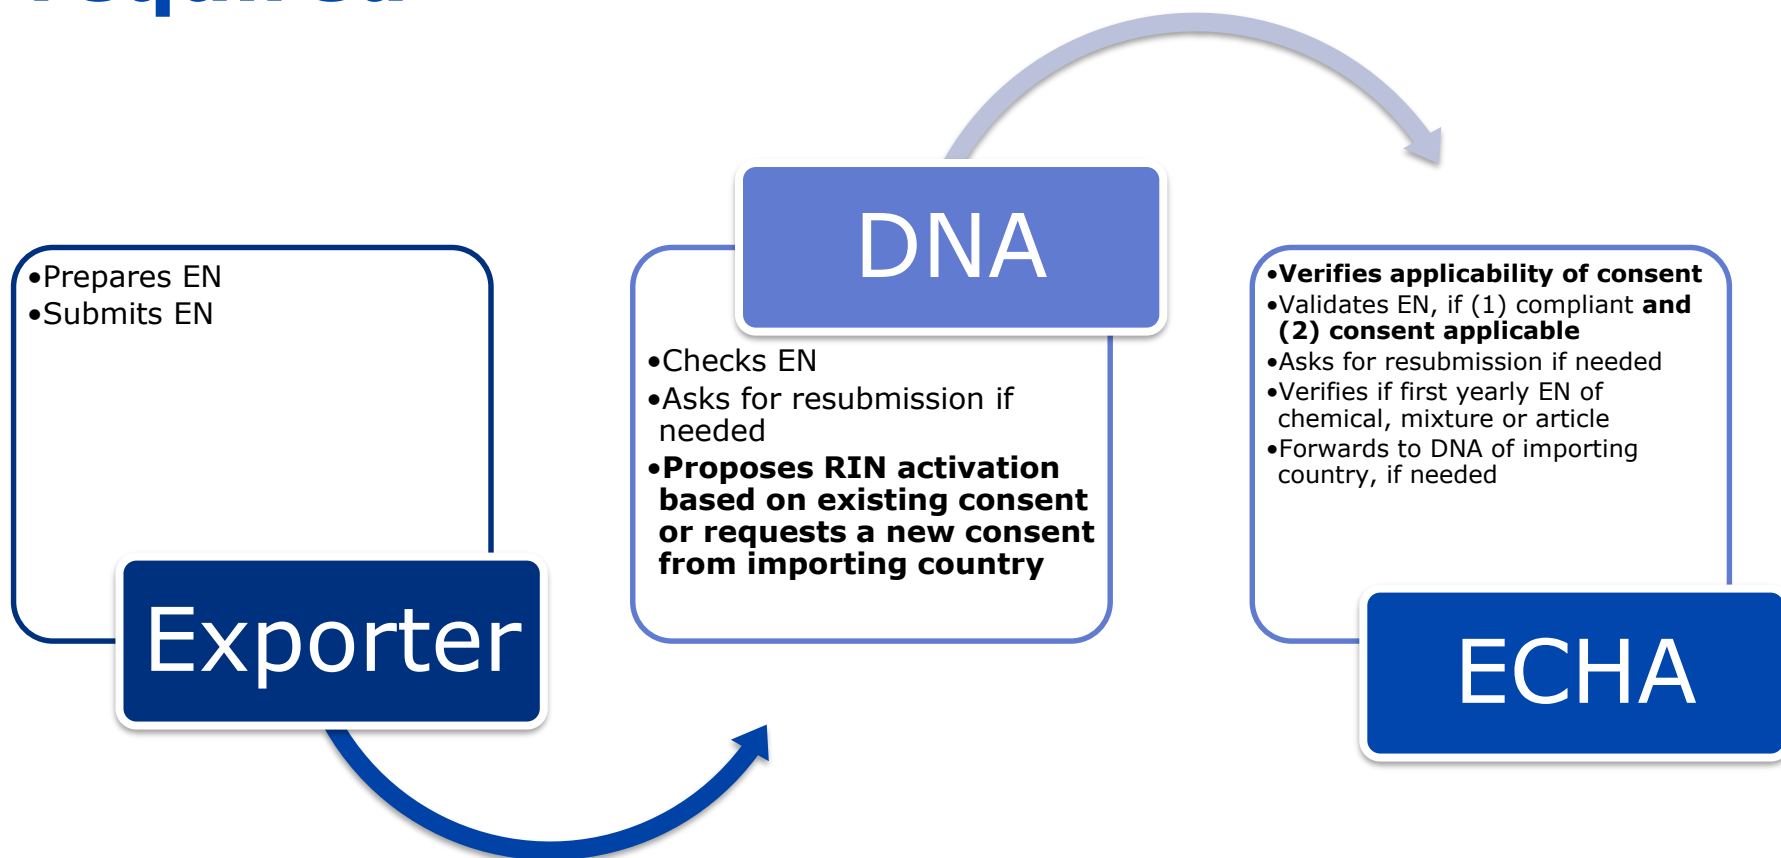 required
•Prepares EN
•Submits EN
Exporter
DNA
•Checks EN
•Asks for resubmission if
needed
•Proposes RIN activation
based on existing consent
or requests a new consent
from importing country
•Verifies applicability of consent
•Validates EN, if (1) compliant and
(2) consent applicable
•Asks for resubmission if needed
•Verifies if first yearly EN of
chemical, mixture or article
•Forwards to DNA of importing
country, if needed
ECHA